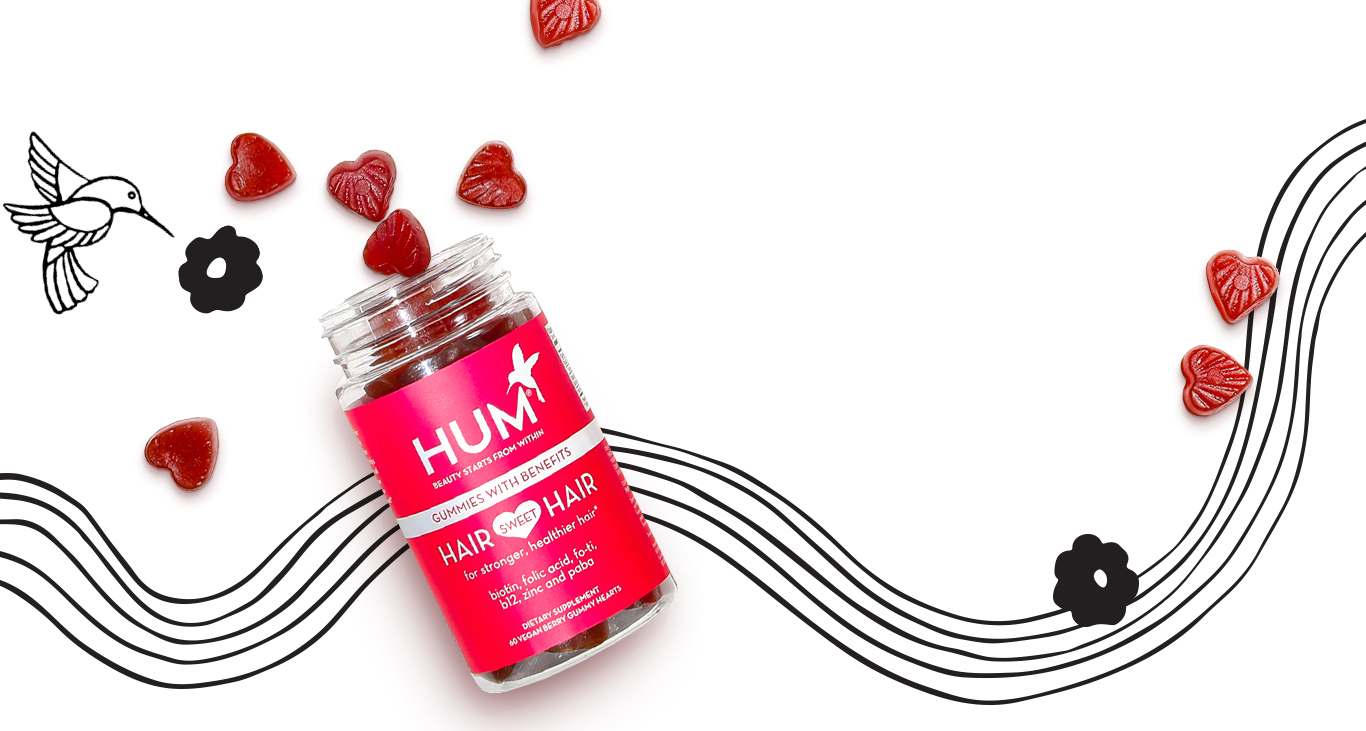 HUM®
BEAUTY STARTS FROM WITHIN
GUMMIES WITH BENEFITS
HAIR SWEET HAIR
for stronger, healthier hair*
biotin, folic acid, fo-ti,
b12, zinc and paba
DIETARY SUPPLEMENT
60 VEGAN BERRY GUMMY HEARTS